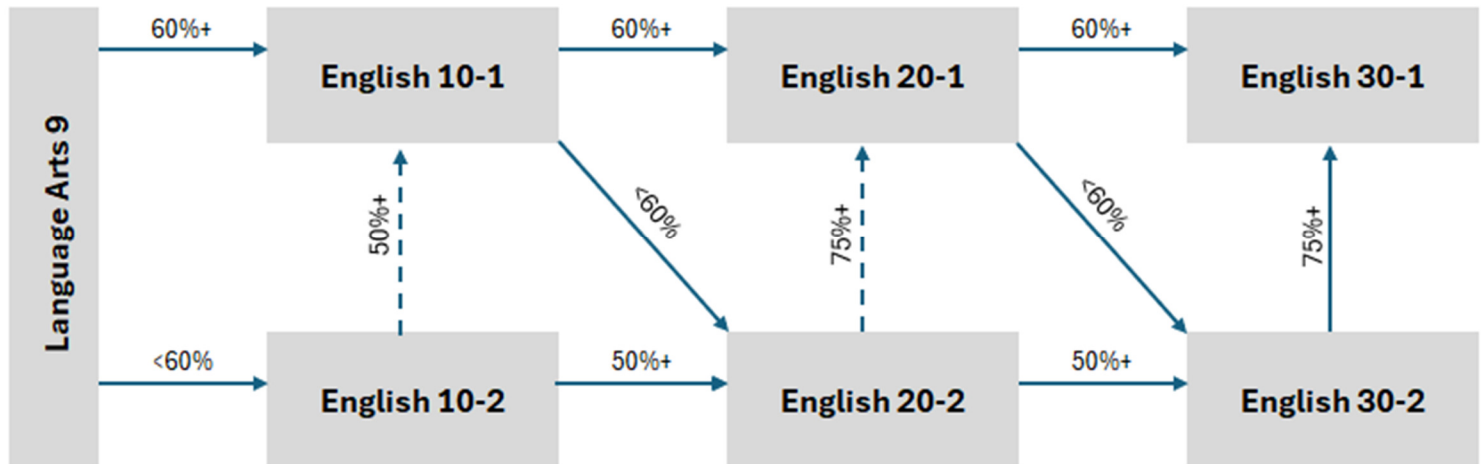 Language Arts 9
60%+
English 10-1
60%+
English 20-1
60%+
English 30-1
50%+
<60%
75%+
<60%
75%+
<60%
English 10-2
50%+
English 20-2
50%+
English 30-2